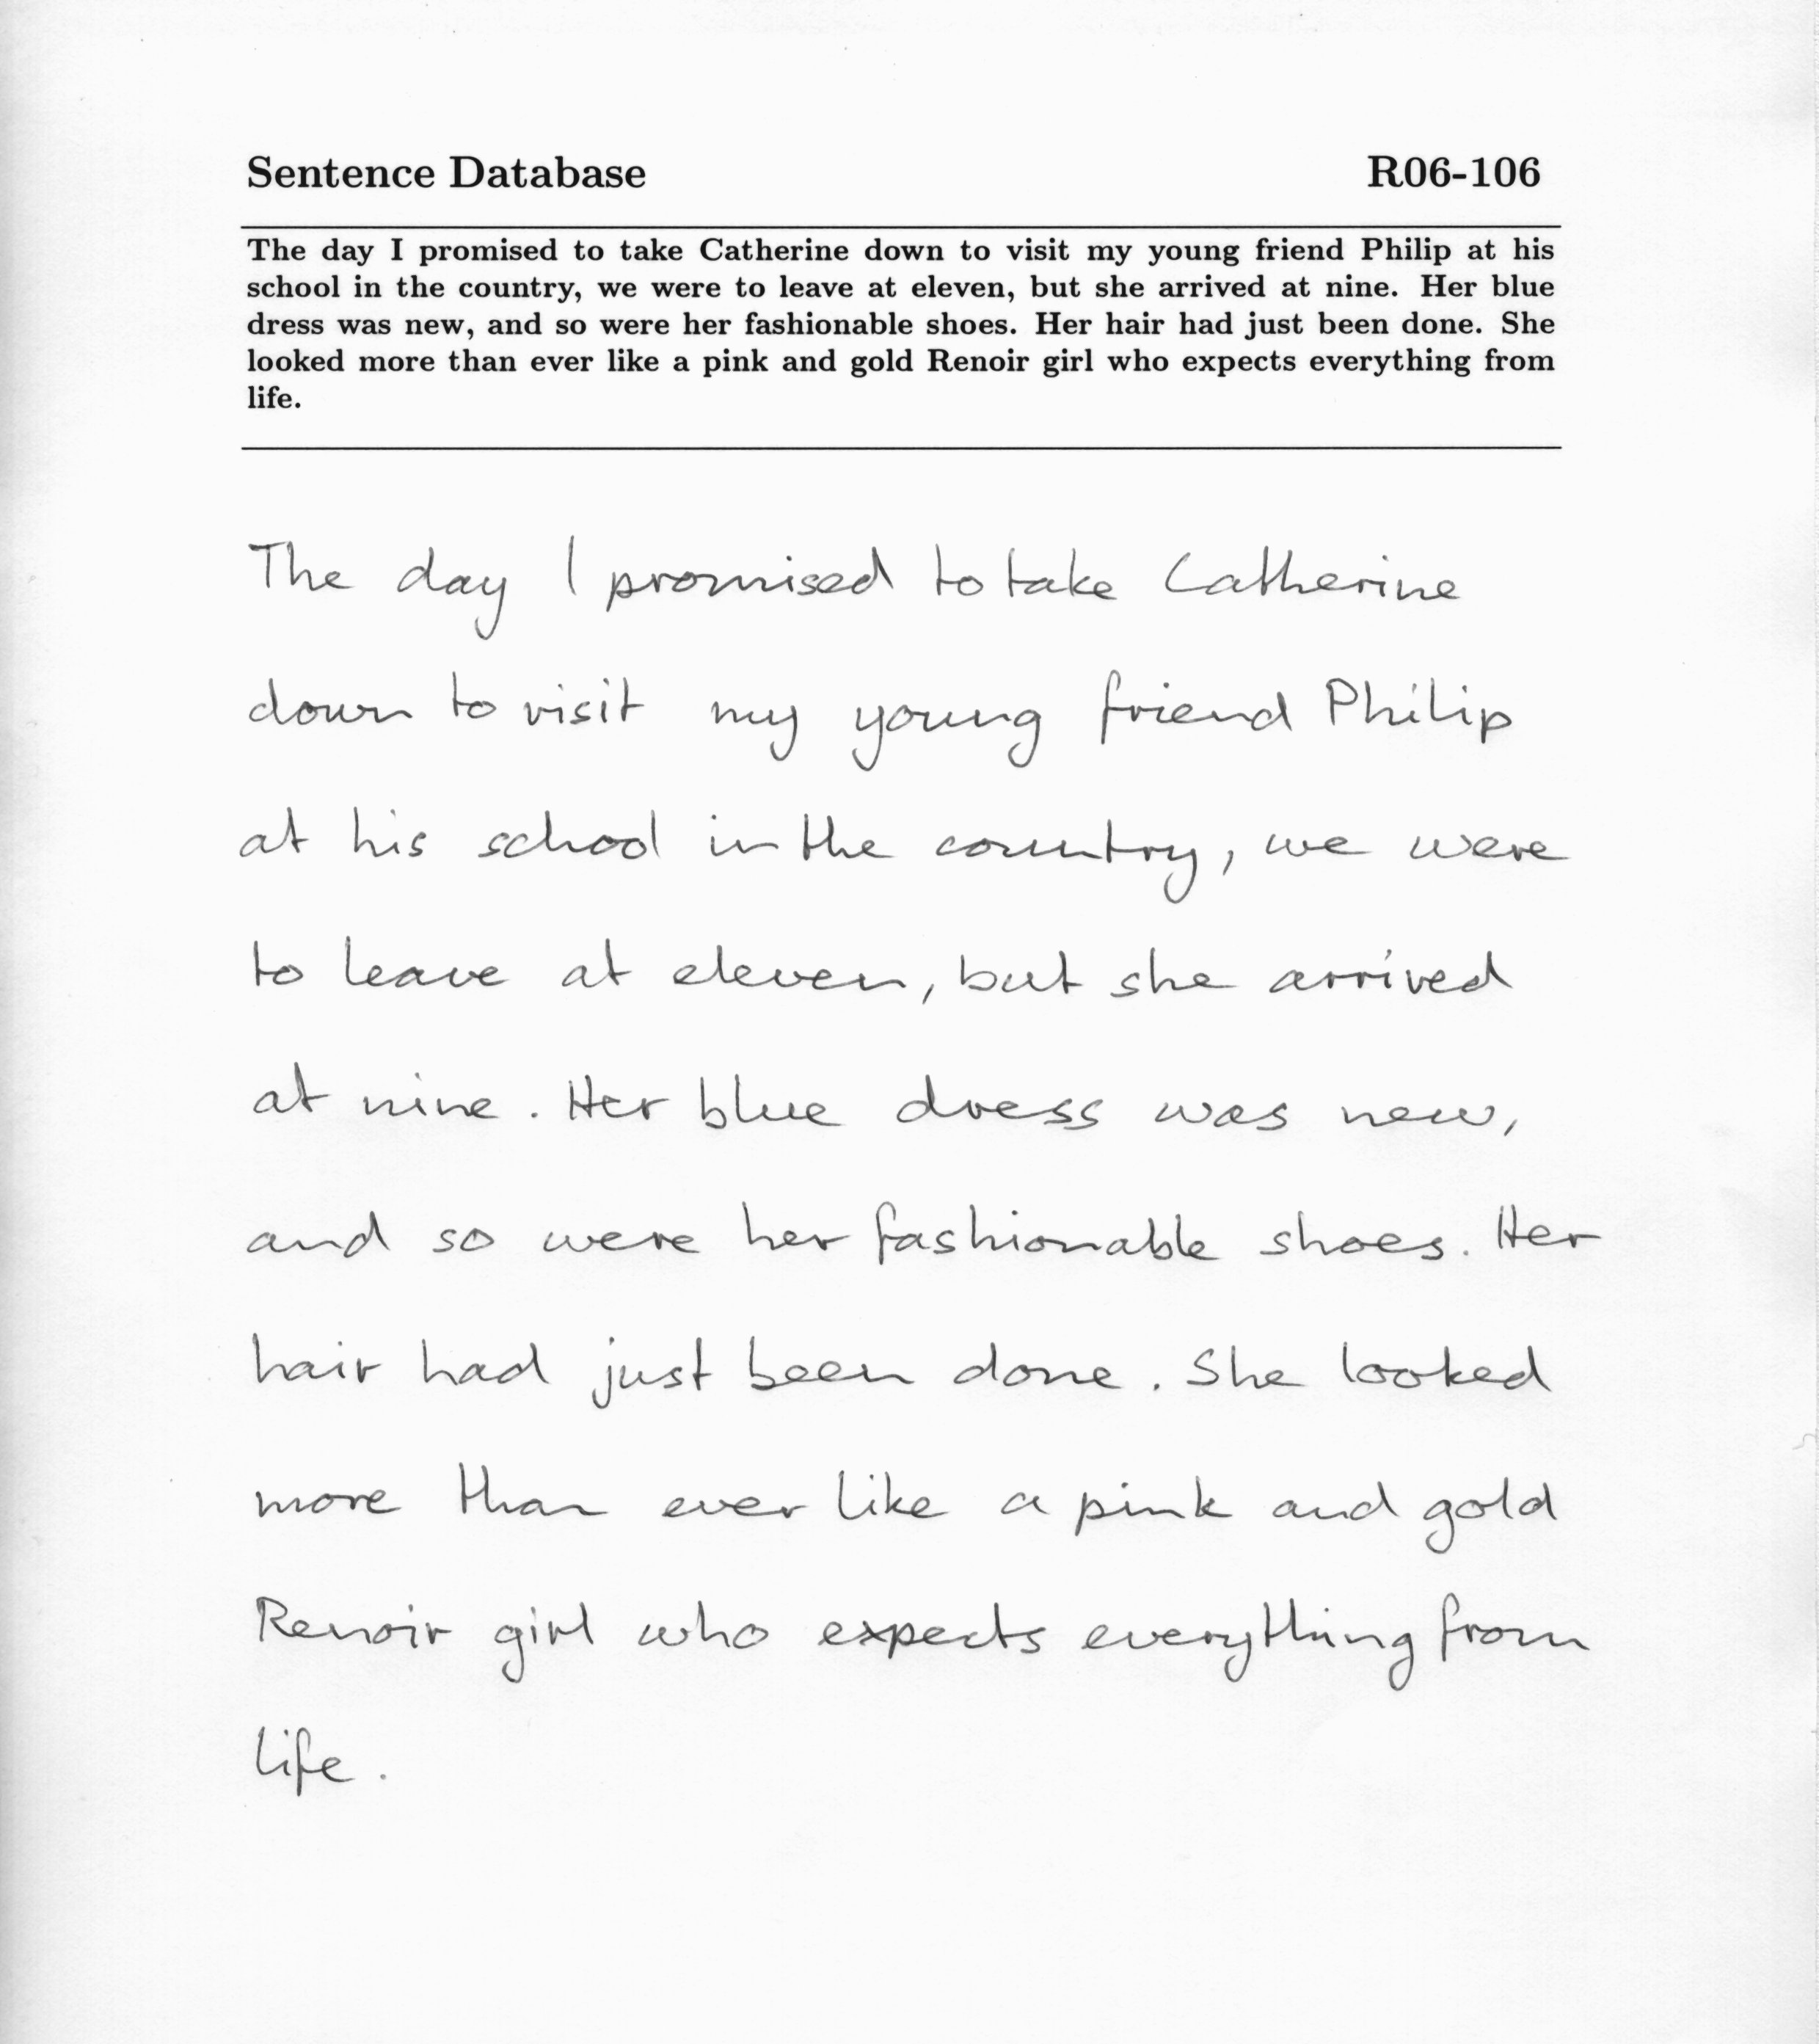 Sentence Database R06-106
The day I promised to take Catherine down to visit my young friend Philip at his
school in the country, we were to leave at eleven, but she arrived at nine. Her blue
dress was new, and so were her fashionable shoes. Her hair had just been done. She
looked more than ever like a pink and gold Renoir girl who expects everything from
life.
The day I promised to take Catherine
down to visit my young friend Philip
at his school in the country, we were
to leave at eleven, but she arrived
at nine. Her blue dress was new,
and so were her fashionable shoes. Her
hair had just been done. She looked
more than ever like a pink and gold
Renoir girl who expects everything from
life.